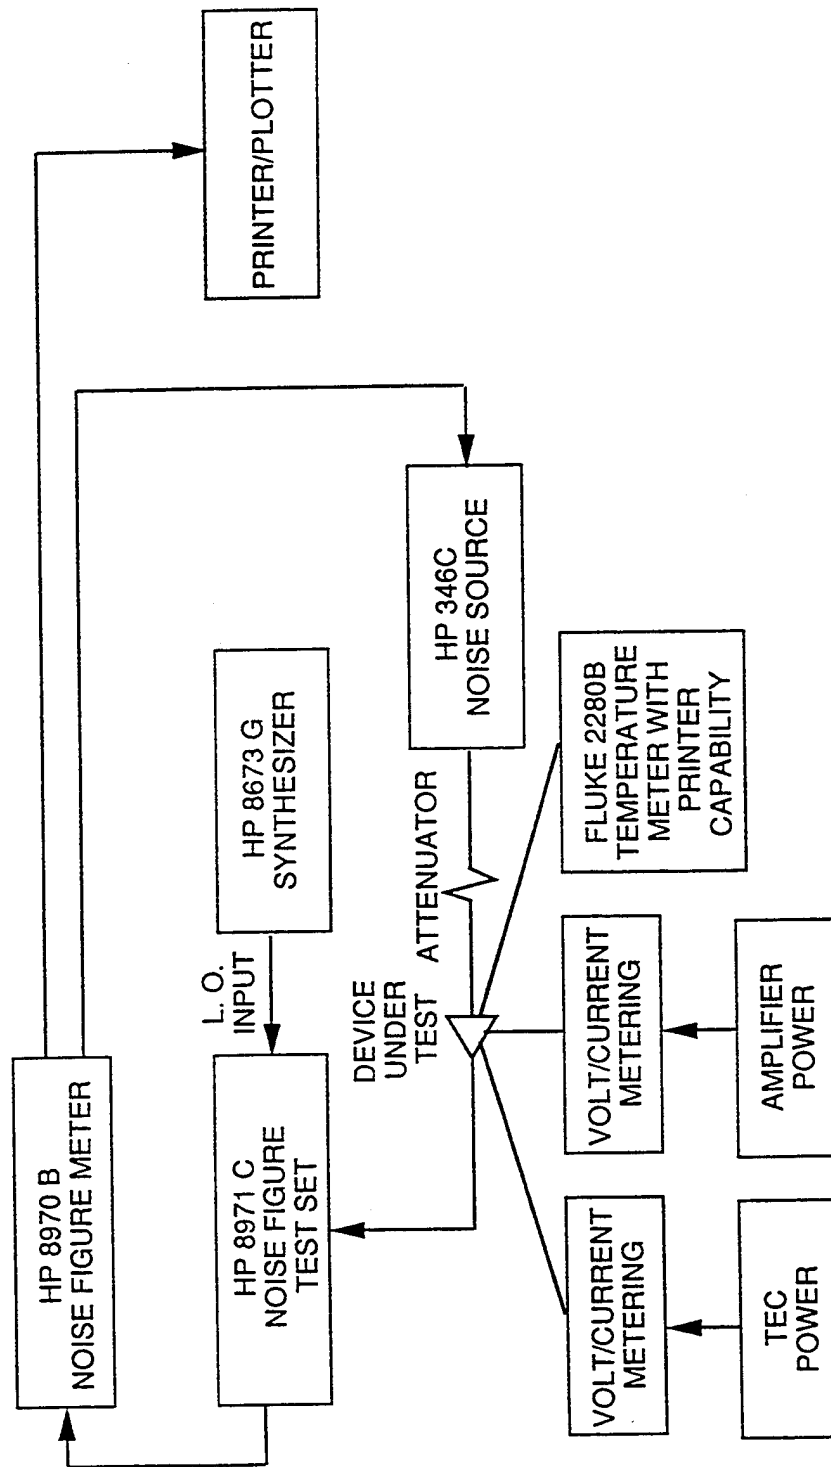 HP 8970 B
NOISE FIGURE METER
PRINTER/PLOTTER
HP 8971 C
NOISE FIGURE
TEST SET
L. O.
INPUT
HP 8673 G
SYNTHESIZER
DEVICE
UNDER
TEST
ATTENUATOR
HP 346C
NOISE SOURCE
VOLT/CURRENT
METERING
VOLT/CURRENT
METERING
FLUKE 2280B
TEMPERATURE
METER WITH
PRINTER
CAPABILITY
TEC
POWER
AMPLIFIER
POWER